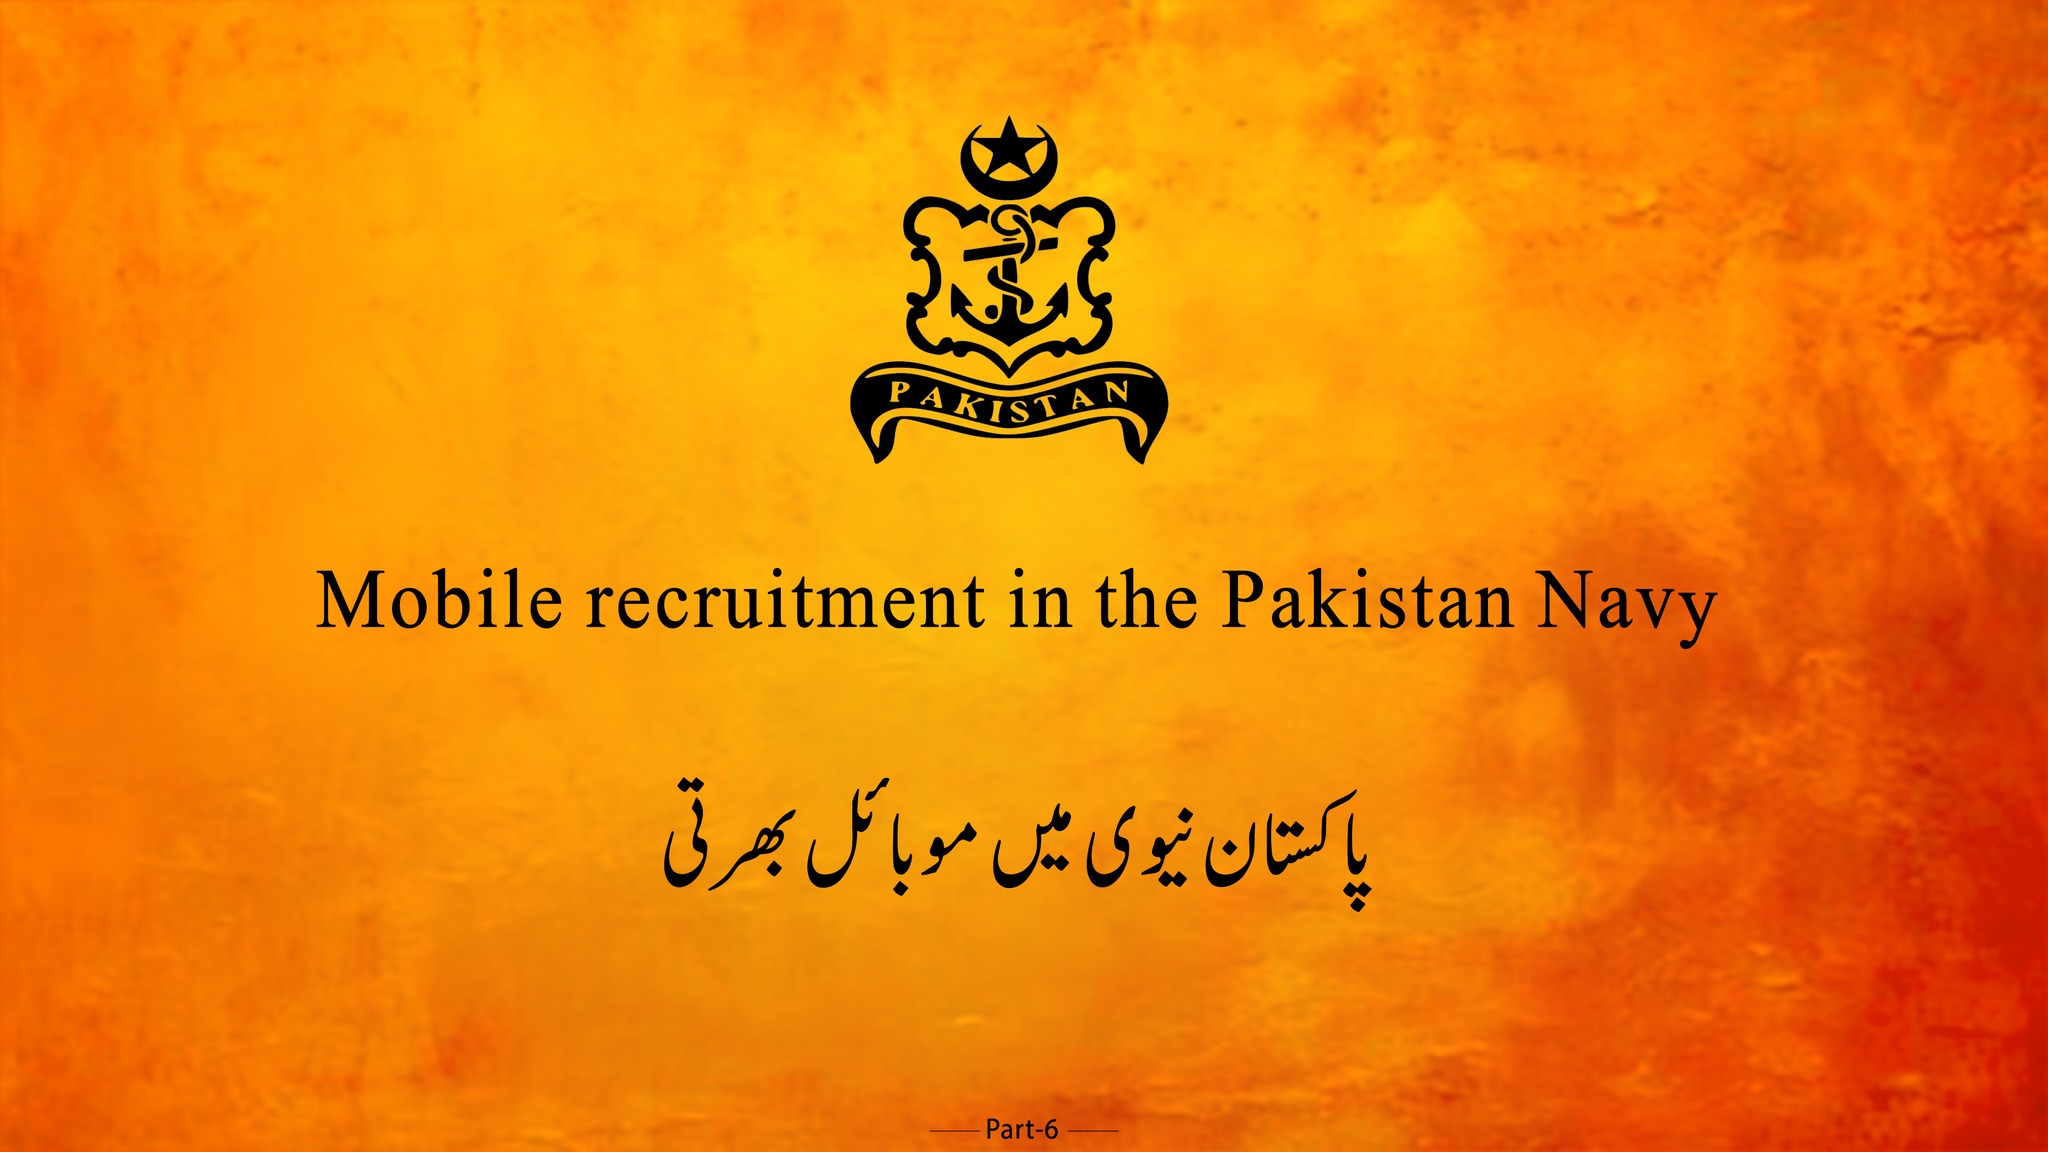 PAKISTAN
Mobile recruitment in the Pakistan Navy
پاکستان نیوی میں موبائل بھرتی
Part-6